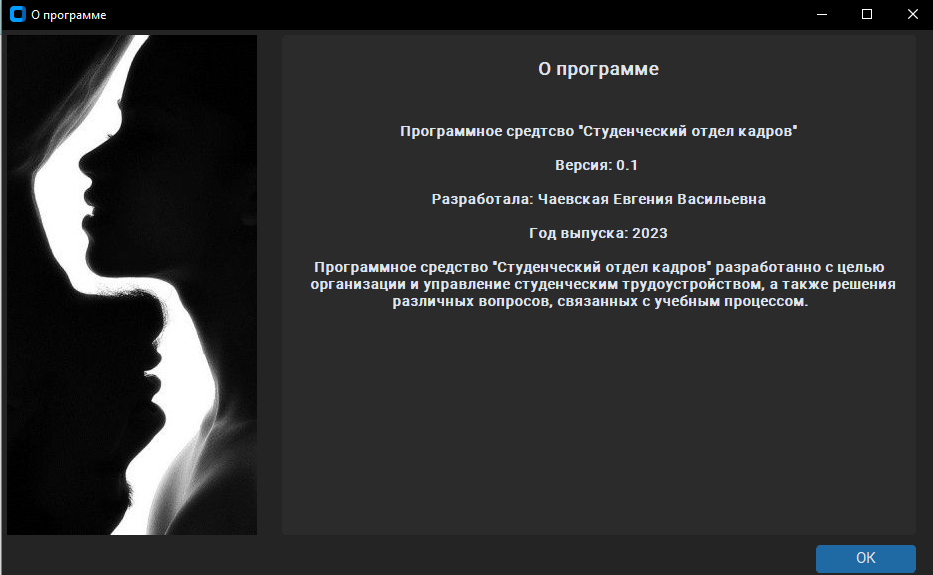 О программе
О программе
Программное средтсво "Студенческий отдел кадров"
Версия: 0.1
Разработала: Чаевская Евгения Васильевна
Год выпуска: 2023
Программное средство "Студенческий отдел кадров" разработанно с целью
организации и управление студенческим трудоустройством, а также решения
различных вопросов, связанных с учебным процессом.
OK